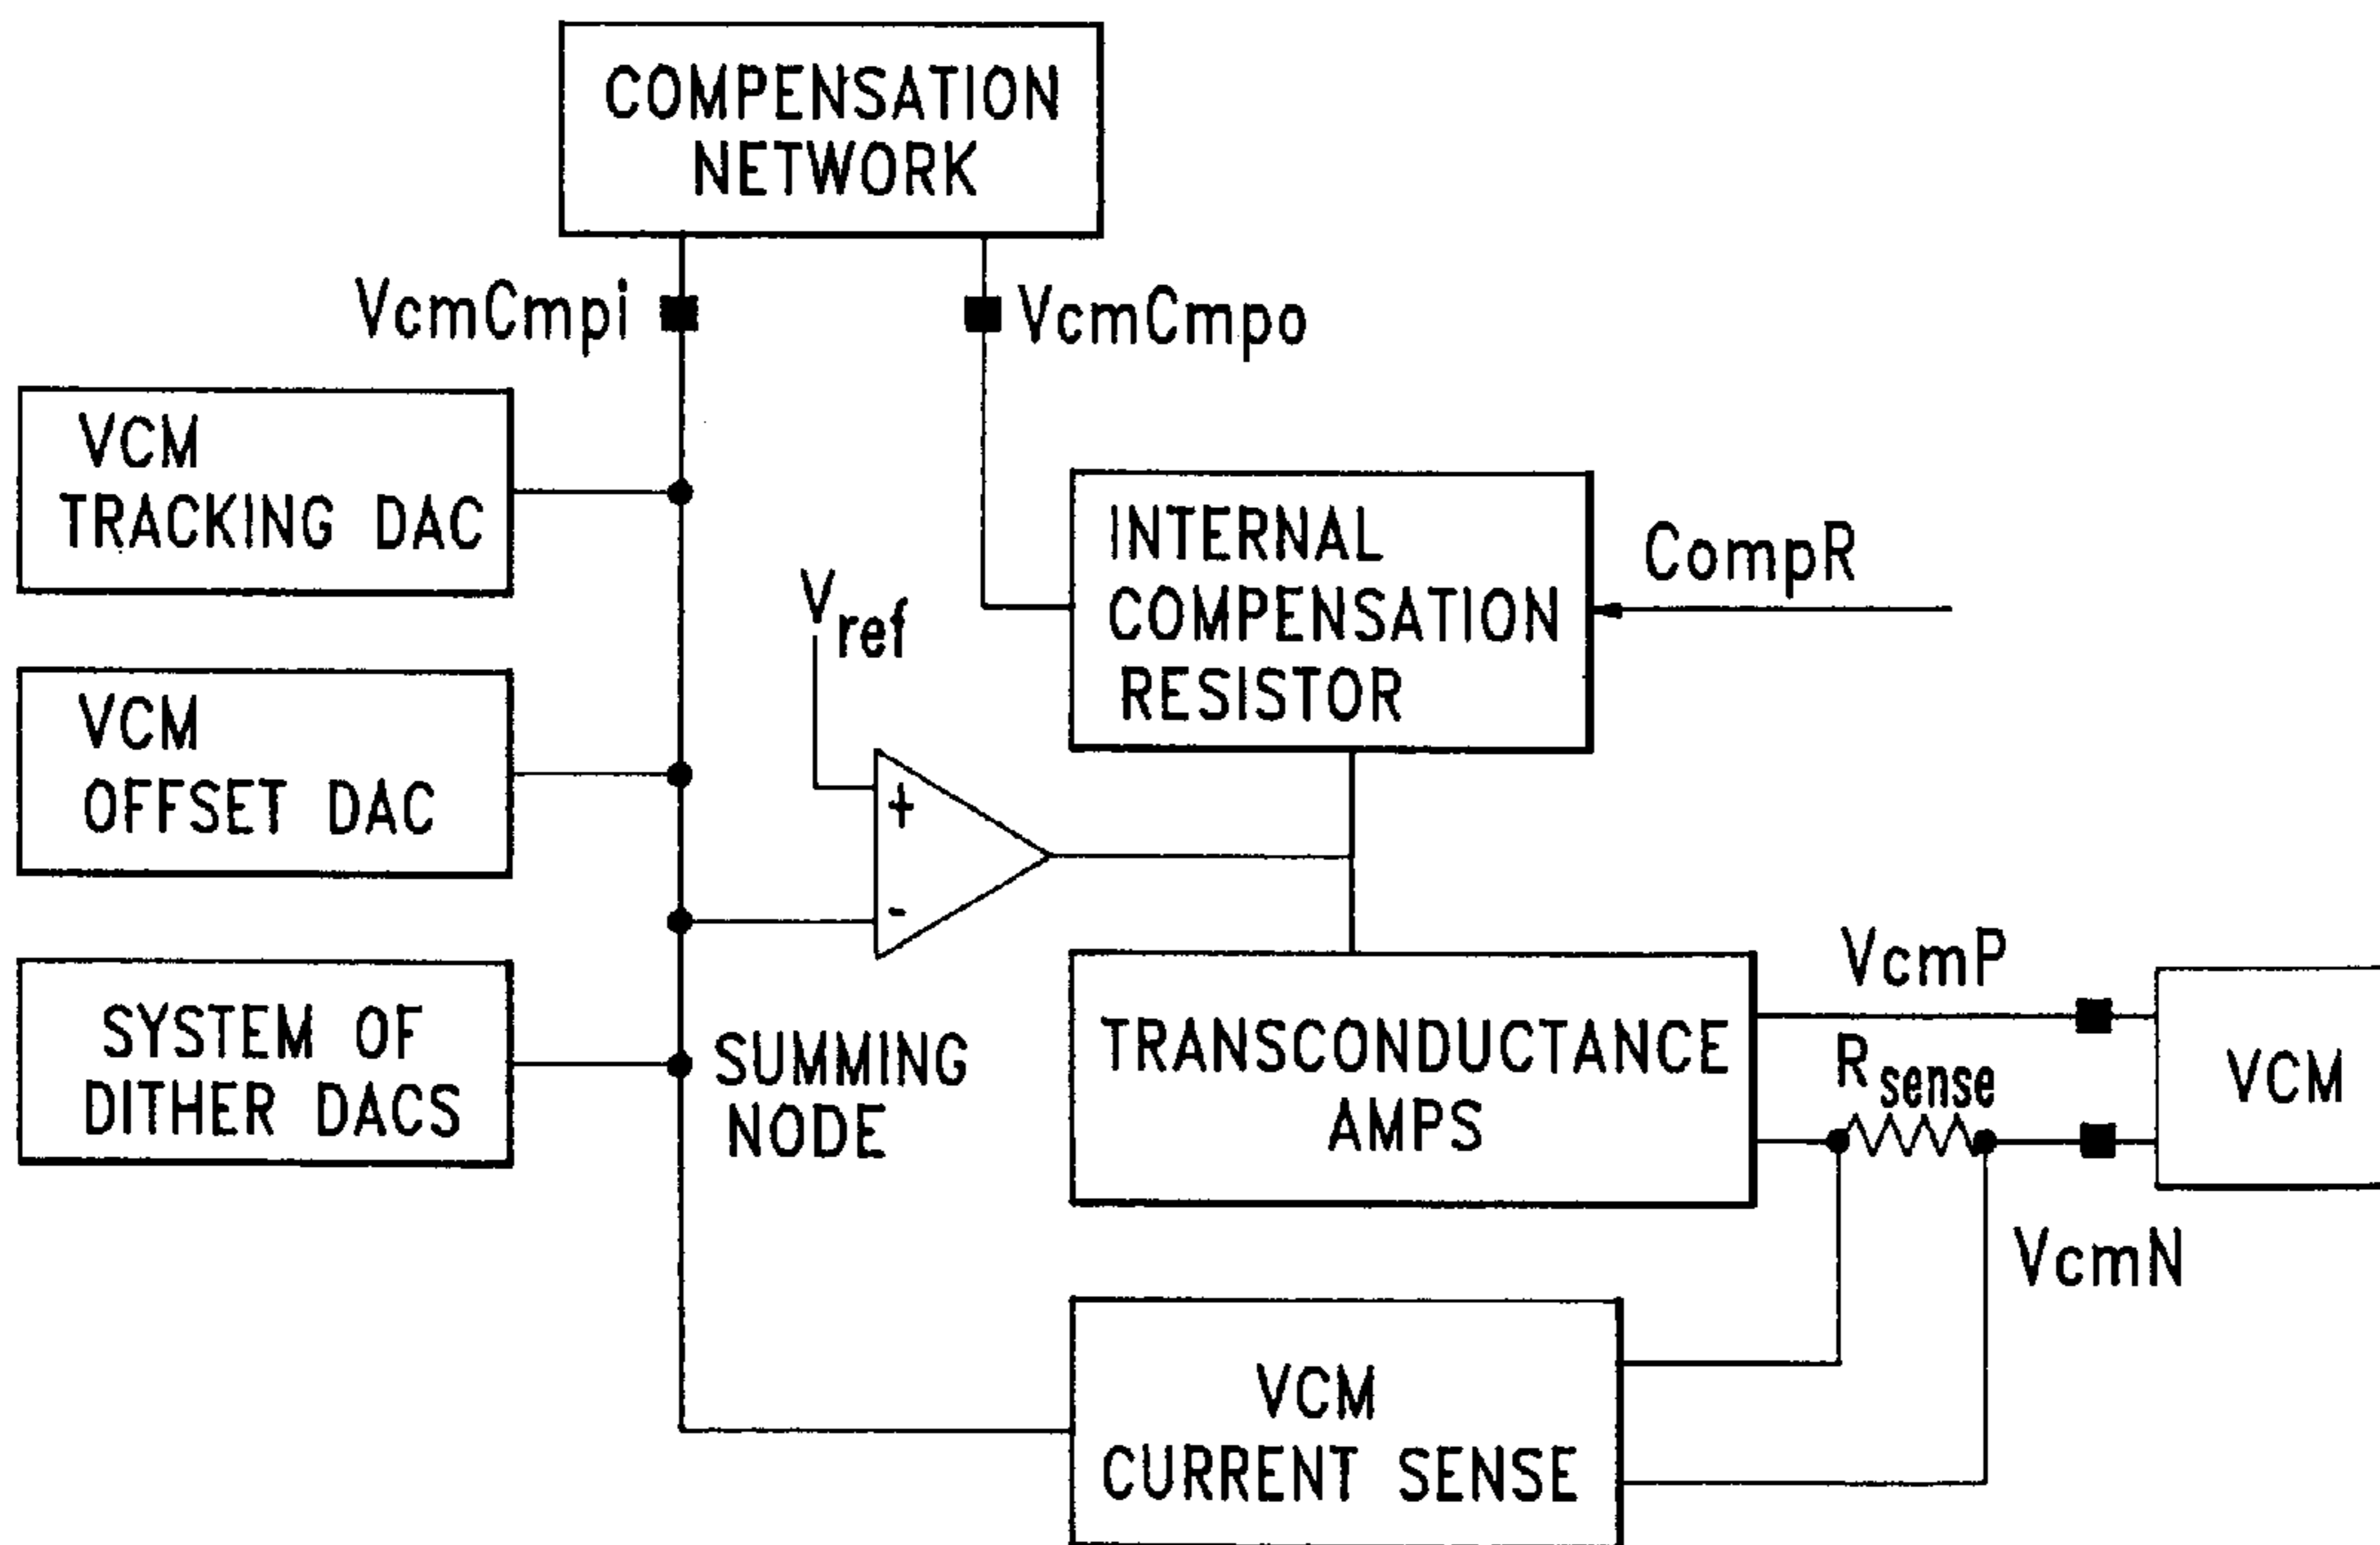 COMPENSATION
NETWORK
VcmCmpi
VcmCmpo
VCM
TRACKING DAC
INTERNAL
COMPENSATION
RESISTOR
CompR
Vref
VCM
OFFSET DAC
+
-
SYSTEM OF
DITHER DACS
SUMMING
NODE
TRANSCONDUCTANCE
AMPS
VcmP
Rsense
VCM
VcmN
VCM
CURRENT SENSE